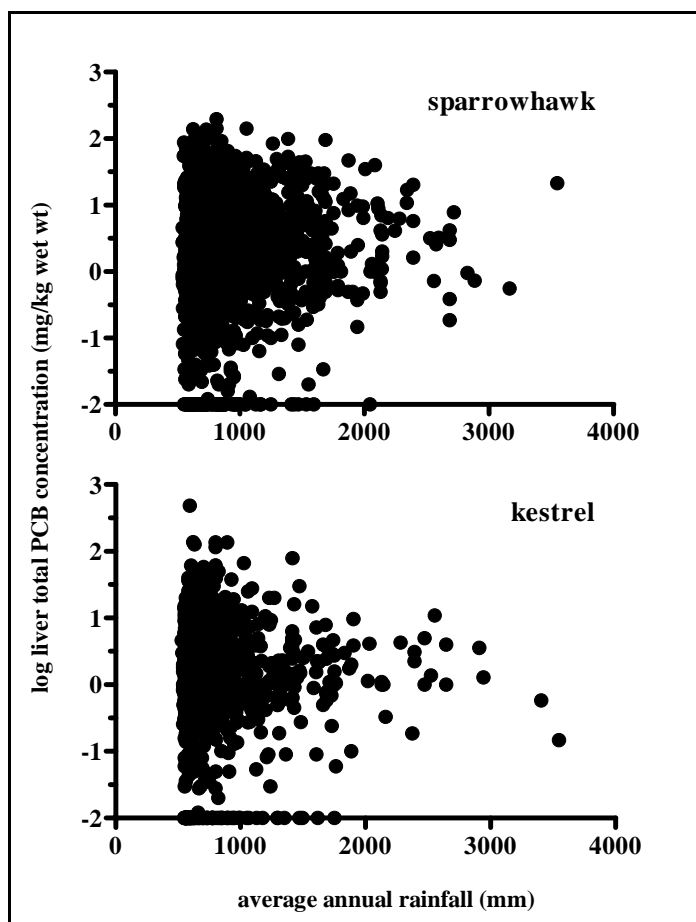 3
sparrowhawk
2
1
0
-1
-2
0 1000 2000 3000 4000
log liver total PCB concentration (mg/kg wet wt)
3
kestrel
2
1
0
-1
-2
0 1000 2000 3000 4000
average annual rainfall (mm)